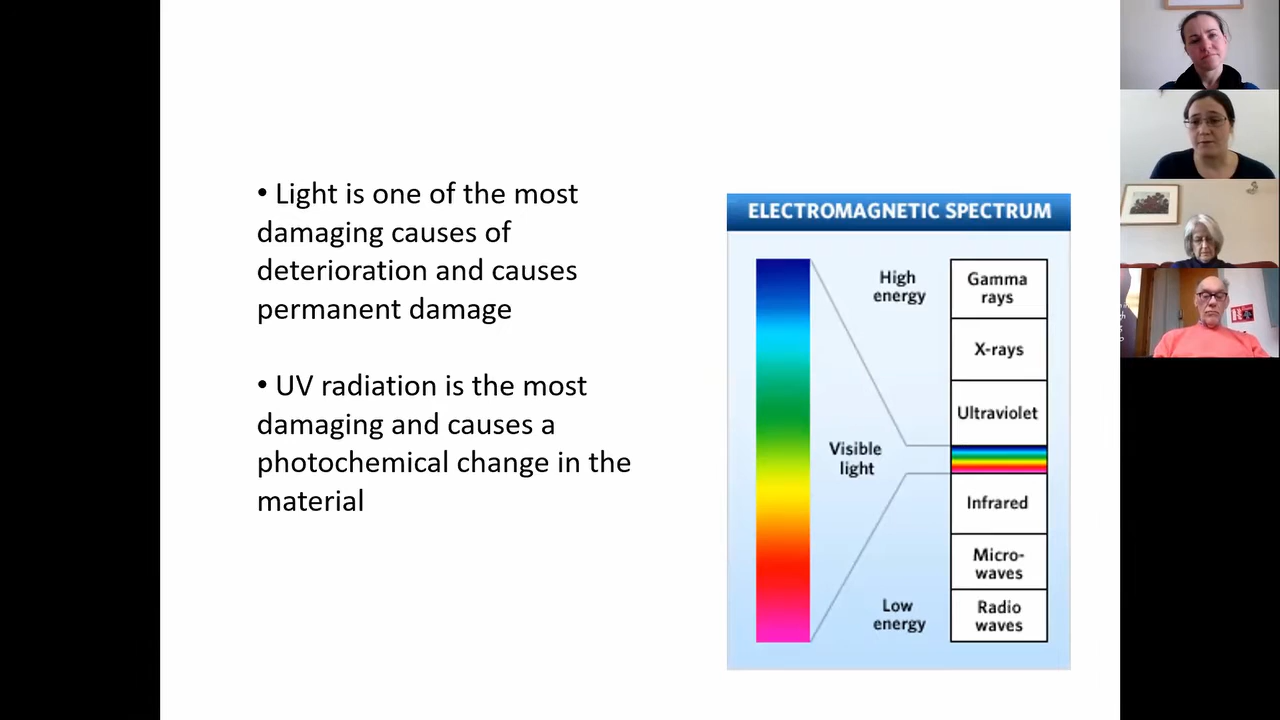 • Light is one of the most
damaging causes of
deterioration and causes
permanent damage
• UV radiation is the most
damaging and causes a
photochemical change in the
material
ELECTROMAGNETIC SPECTRUM
High
energy
Gamma
rays
X-rays
Ultraviolet
Visible
light
Infrared
Micro-
waves
Low
energy
Radio
waves